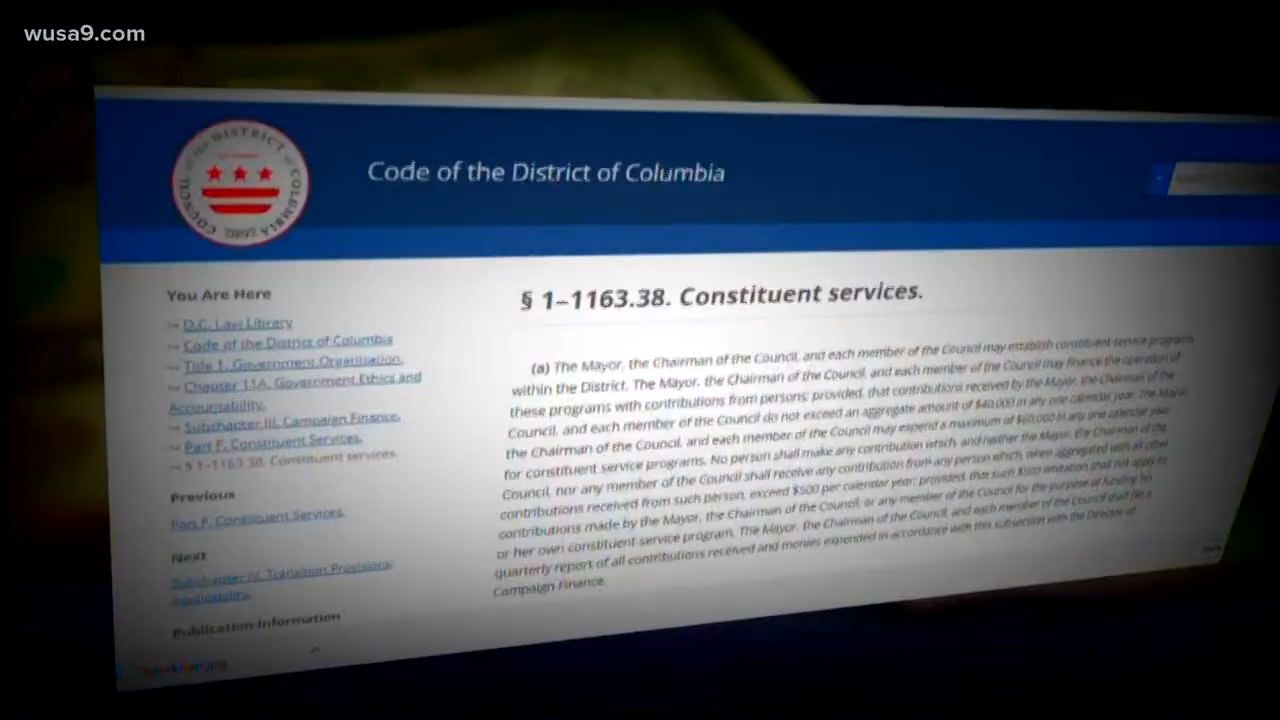 wusa9.com
DISTRICT
COLUMBIA
COUNCIL
Code of the District of Columbia
You Are Here
D.C. Law Library
Code of the District of Columbia
Title 1. Government Organization.
Chapter 11A. Government Ethics and
Accountability.
Subchapter III. Campaign Finance.
Part F. Constituent Services.
§ 1–1163.38. Constituent services.
Previous
Part F. Constituent Services.
Next
Subchapter IV. Transition Provisions;
Applicability.
Publication Information
§ 1–1163.38. Constituent services.
(a) The Mayor, the Chairman of the Council, and each member of the Council may establish constituent-service programs
within the District. The Mayor, the Chairman of the Council, and each member of the Council may finance the operation of
these programs with contributions from persons; provided, that contributions received by the Mayor, the Chairman of the
Council, and each member of the Council do not exceed an aggregate amount of $40,000 in any one calendar year. The Mayor,
the Chairman of the Council, and each member of the Council may expend a maximum of $60,000 in any one calendar year
for constituent service programs. No person shall make any contribution which, and neither the Mayor, the Chairman of the
Council, nor any member of the Council shall receive any contribution from any person which, when aggregated with all other
contributions received from such person, exceed $500 per calendar year; provided, that such $500 limitation shall not apply to
contributions made by the Mayor, the Chairman of the Council, or any member of the Council for the purpose of funding his
or her own constituent service program. The Mayor, the Chairman of the Council, and each member of the Council shall file a
quarterly report of all contributions received and monies expended in accordance with this subsection with the Director of
Campaign Finance.